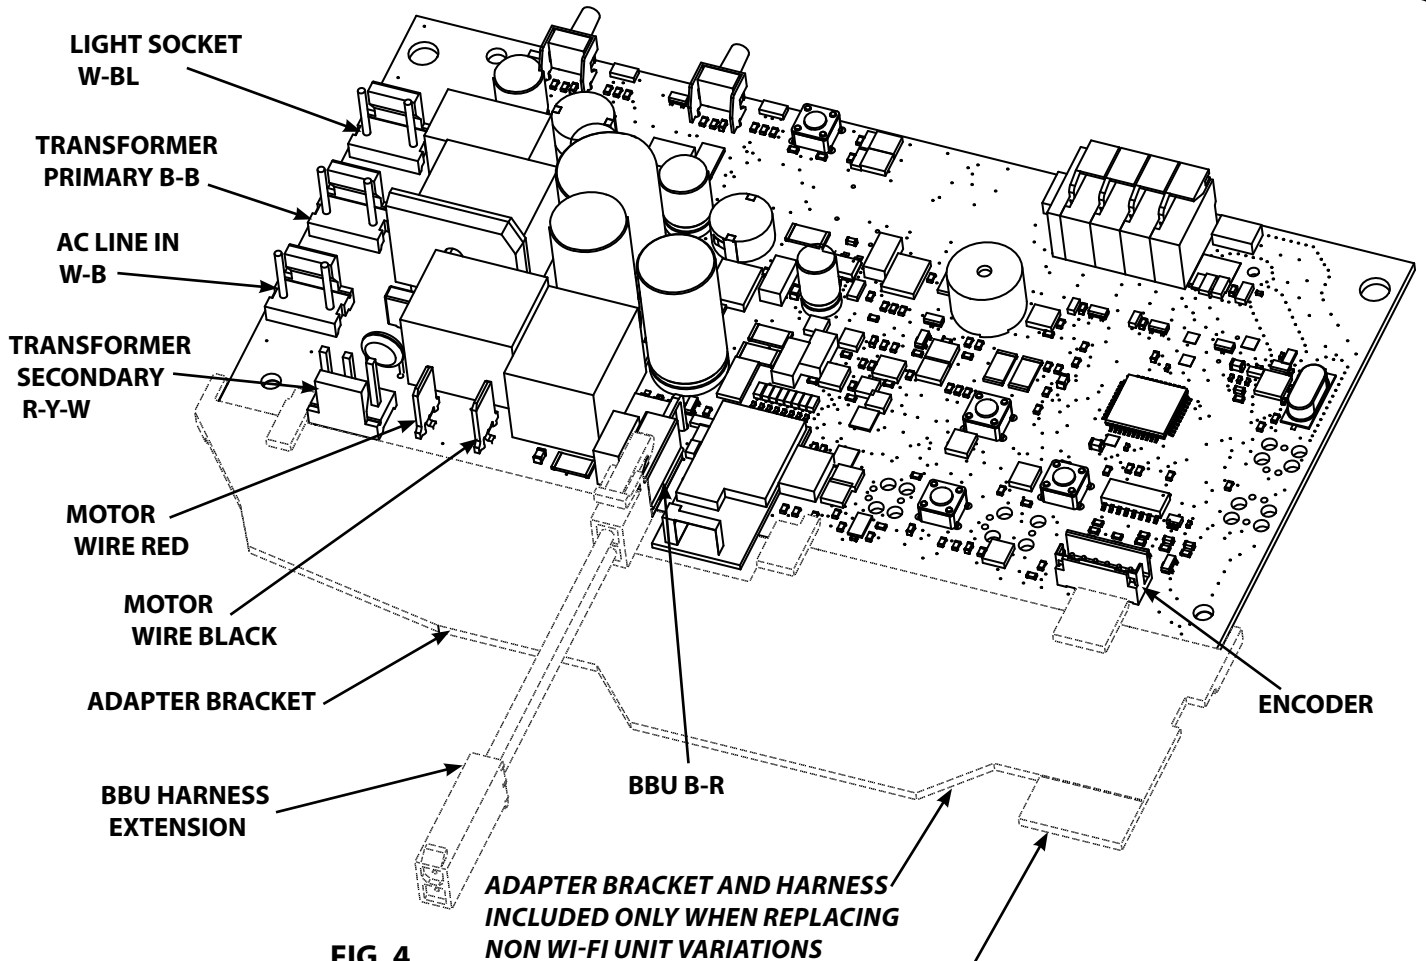 LIGHT SOCKET
W-BL
TRANSFORMER
PRIMARY B-B
AC LINE IN
W-B
TRANSFORMER
SECONDARY
R-Y-W
MOTOR
WIRE RED
MOTOR
WIRE BLACK
ADAPTER BRACKET
BBU HARNESS
EXTENSION
BBU B-R
ENCODER
ADAPTER BRACKET AND HARNESS
INCLUDED ONLY WHEN REPLACING
NON WI-FI UNIT VARIATIONS
FIG. 4